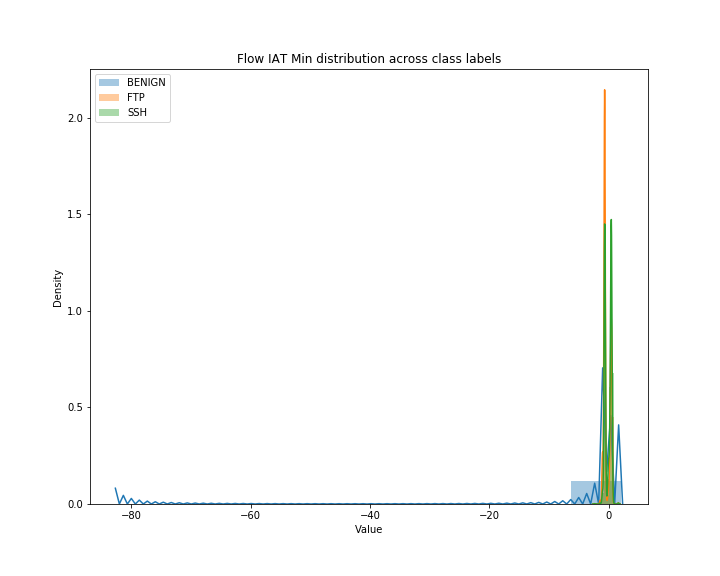 Flow IAT Min distribution across class labels
BENIGN
FTP
SSH
2.0
1.5
1.0
0.5
0.0
Density
−80
−60
−40
−20
0
Value